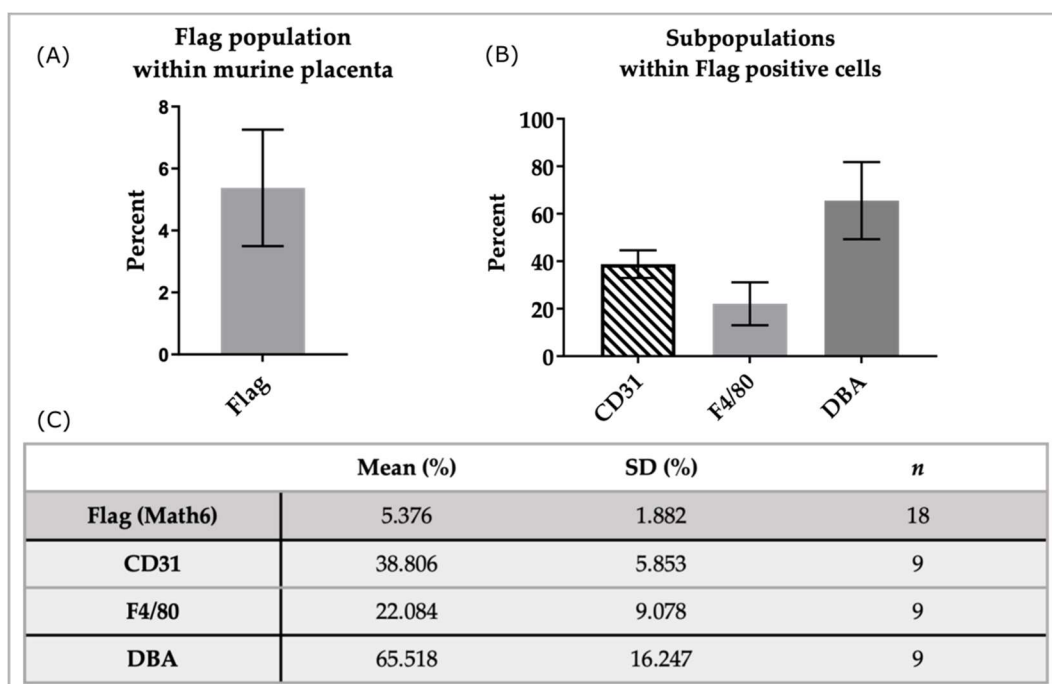 (A)
Flag population
within murine placenta
Percent
8
6
4
2
0
Flag
(B)
Subpopulations
within Flag positive cells
Percent
100
80
60
40
20
0
CD31
F4/80
DBA
(C)
Mean (%) SD (%) n
Flag (Math6) 5.376 1.882 18
CD31 38.806 5.853 9
F4/80 22.084 9.078 9
DBA 65.518 16.247 9